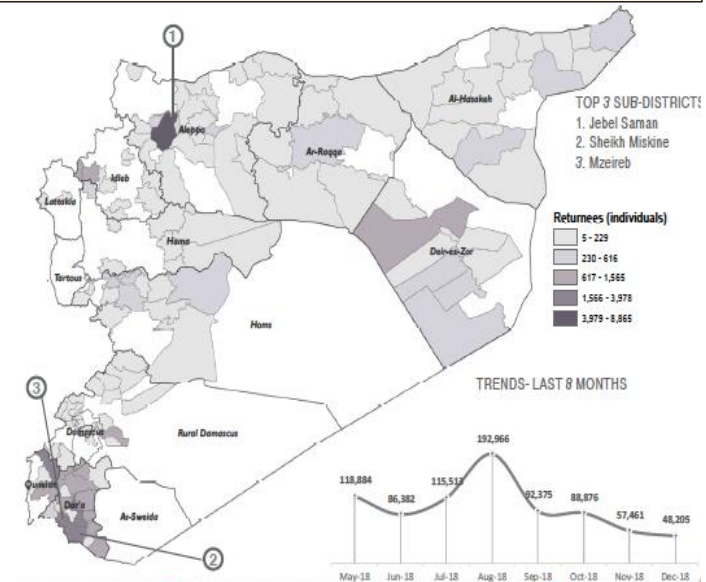 1
Aleppo
Al-Hasakeh
TOP 3 SUB-DISTRICTS
1. Jebel Saman
2. Sheikh Miskine
3. Mzeireb
Ar-Raqqa
Idleb
Lattakia
Returnees (individuals)
5 - 229
230 - 616
617 - 1,565
1,566 - 3,978
3,979 - 8,865
Hama
Deir-ez-Zor
Tartous
Homs
TRENDS- LAST 8 MONTHS
3
Damascus
Rural Damascus
192,966
118,884
86,382
115,517
92,375
88,876
57,461
48,205
Dar'a
As-Sweida
2
May-18 Jun-18 Jul-18 Aug-18 Sep-18 Oct-18 Nov-18 Dec-18